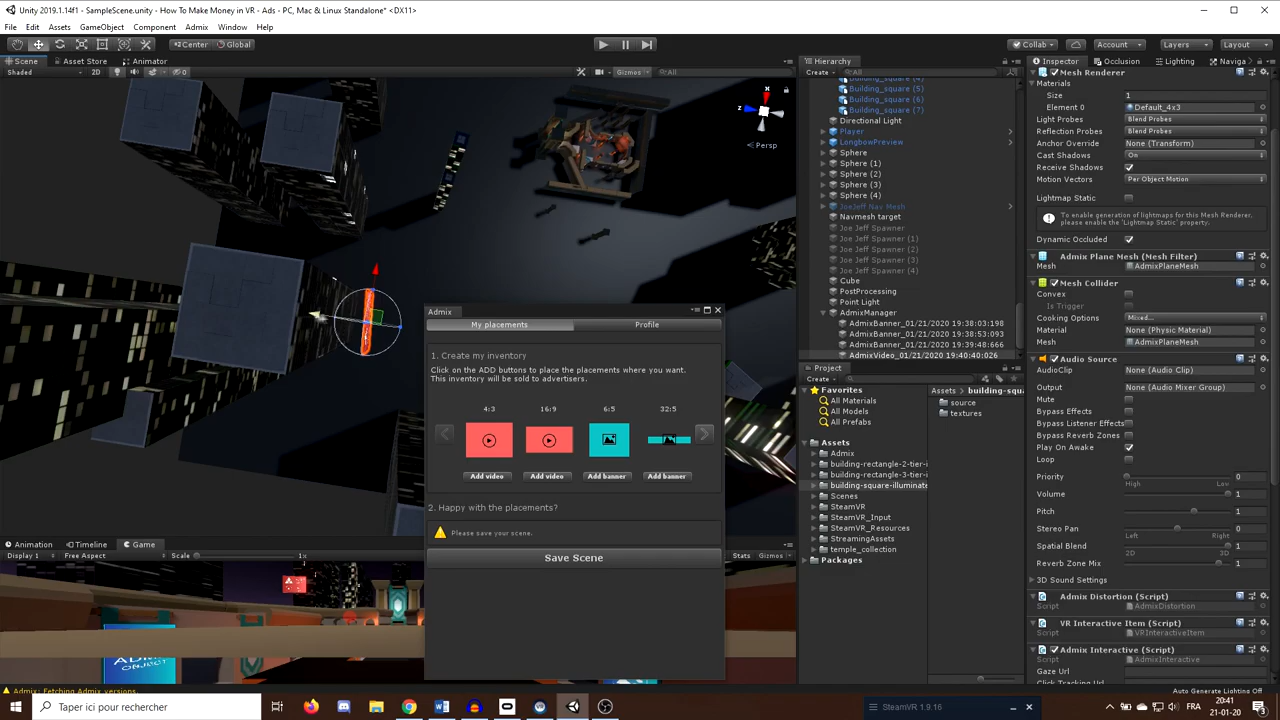 Unity 2019.1.14f1 - SampleScene.unity - How To Make Money in VR - Ads - PC, Mac & Linux Standalone* <DX11>
File Edit Assets GameObject Component Admix Window Help
Center Global Collab Account Layers Layout
Scene Asset Store Animator
Shaded 2D 0 Gizmos All
x
z
Persp
Hierarchy
Create All
Building_square (4)
Building_square (5)
Building_square (6)
Building_square (7)
Directional Light
Player
LongbowPreview
Sphere
Sphere (1)
Sphere (2)
Sphere (3)
Sphere (4)
JoeJeff Nav Mesh
Navmesh target
Joe Jeff Spawner
Joe Jeff Spawner (1)
Joe Jeff Spawner (2)
Joe Jeff Spawner (3)
Joe Jeff Spawner (4)
Cube
PostProcessing
Point Light
AdmixManager
AdmixBanner_01/21/2020 19:38:03:198
AdmixBanner_01/21/2020 19:38:53:093
AdmixBanner_01/21/2020 19:39:48:666
AdmixVideo_01/21/2020 19:40:40:026
Project
Create
Favorites
All Materials
All Models
All Prefabs
Assets
Admix
building-rectangle-2-tier-i
building-rectangle-3-tier-i
building-square-illuminate
Scenes
SteamVR
SteamVR_Input
SteamVR_Resources
StreamingAssets
temple_collection
Packages
Assets building-squa
source
textures
Inspector Occlusion Lighting Naviga
Mesh Renderer
Materials
Size 1
Element 0 Default_4x3
Light Probes Blend Probes
Reflection Probes Blend Probes
Anchor Override None (Transform)
Cast Shadows On
Receive Shadows
Motion Vectors Per Object Motion
Lightmap Static
To enable generation of lightmaps for this Mesh Renderer, please enable the 'Lightmap Static' property.
Dynamic Occluded
Admix Plane Mesh (Mesh Filter)
Mesh AdmixPlaneMesh
Mesh Collider
Convex
Is Trigger
Cooking Options Mixed...
Material None (Physic Material)
Mesh AdmixPlaneMesh
Audio Source
AudioClip None (Audio Clip)
Output None (Audio Mixer Group)
Mute
Bypass Effects
Bypass Listener Effects
Bypass Reverb Zones
Play On Awake
Loop
Priority 0
High Low
Volume 1
Pitch 1
Stereo Pan 0
Left Right
Spatial Blend 1
2D 3D
Reverb Zone Mix 1
3D Sound Settings
Admix Distortion (Script)
Script AdmixDistortion
VR Interactive Item (Script)
Script VRInteractiveItem
Admix Interactive (Script)
Script AdmixInteractive
Gaze Url
Click Tracking Url
Auto Generate Lighting Off
Admix
My placements Profile
1. Create my inventory
Click on the ADD buttons to place the placements where you want.
This inventory will be sold to advertisers.
4:3 16:9 6:5 32:5
Add video Add video Add banner Add banner
2. Happy with the placements?
Please save your scene.
Save Scene
Animation Timeline Game
Display 1 Free Aspect Scale 1x Stats Gizmos
OBJECT
Admix: Fetching Admix versions.
Taper ici pour rechercher
SteamVR 1.9.16
FRA
20:41
21-01-20
3